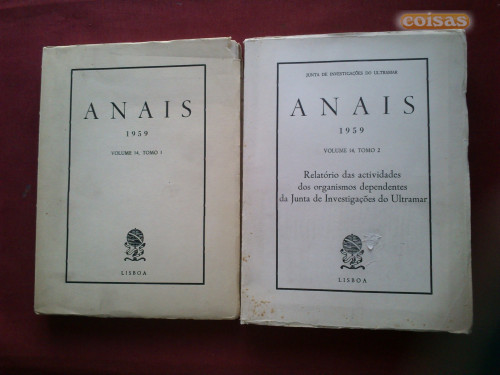 coisas
ANAIS
1959
VOLUME 14, TOMO 1
LISBOA
JUNTA DE INVESTIGAÇÕES DO ULTRAMAR
ANAIS
1959
VOLUME 14, TOMO 2
Relatório das actividades
dos organismos dependentes
da Junta de Investigações do Ultramar
LISBOA